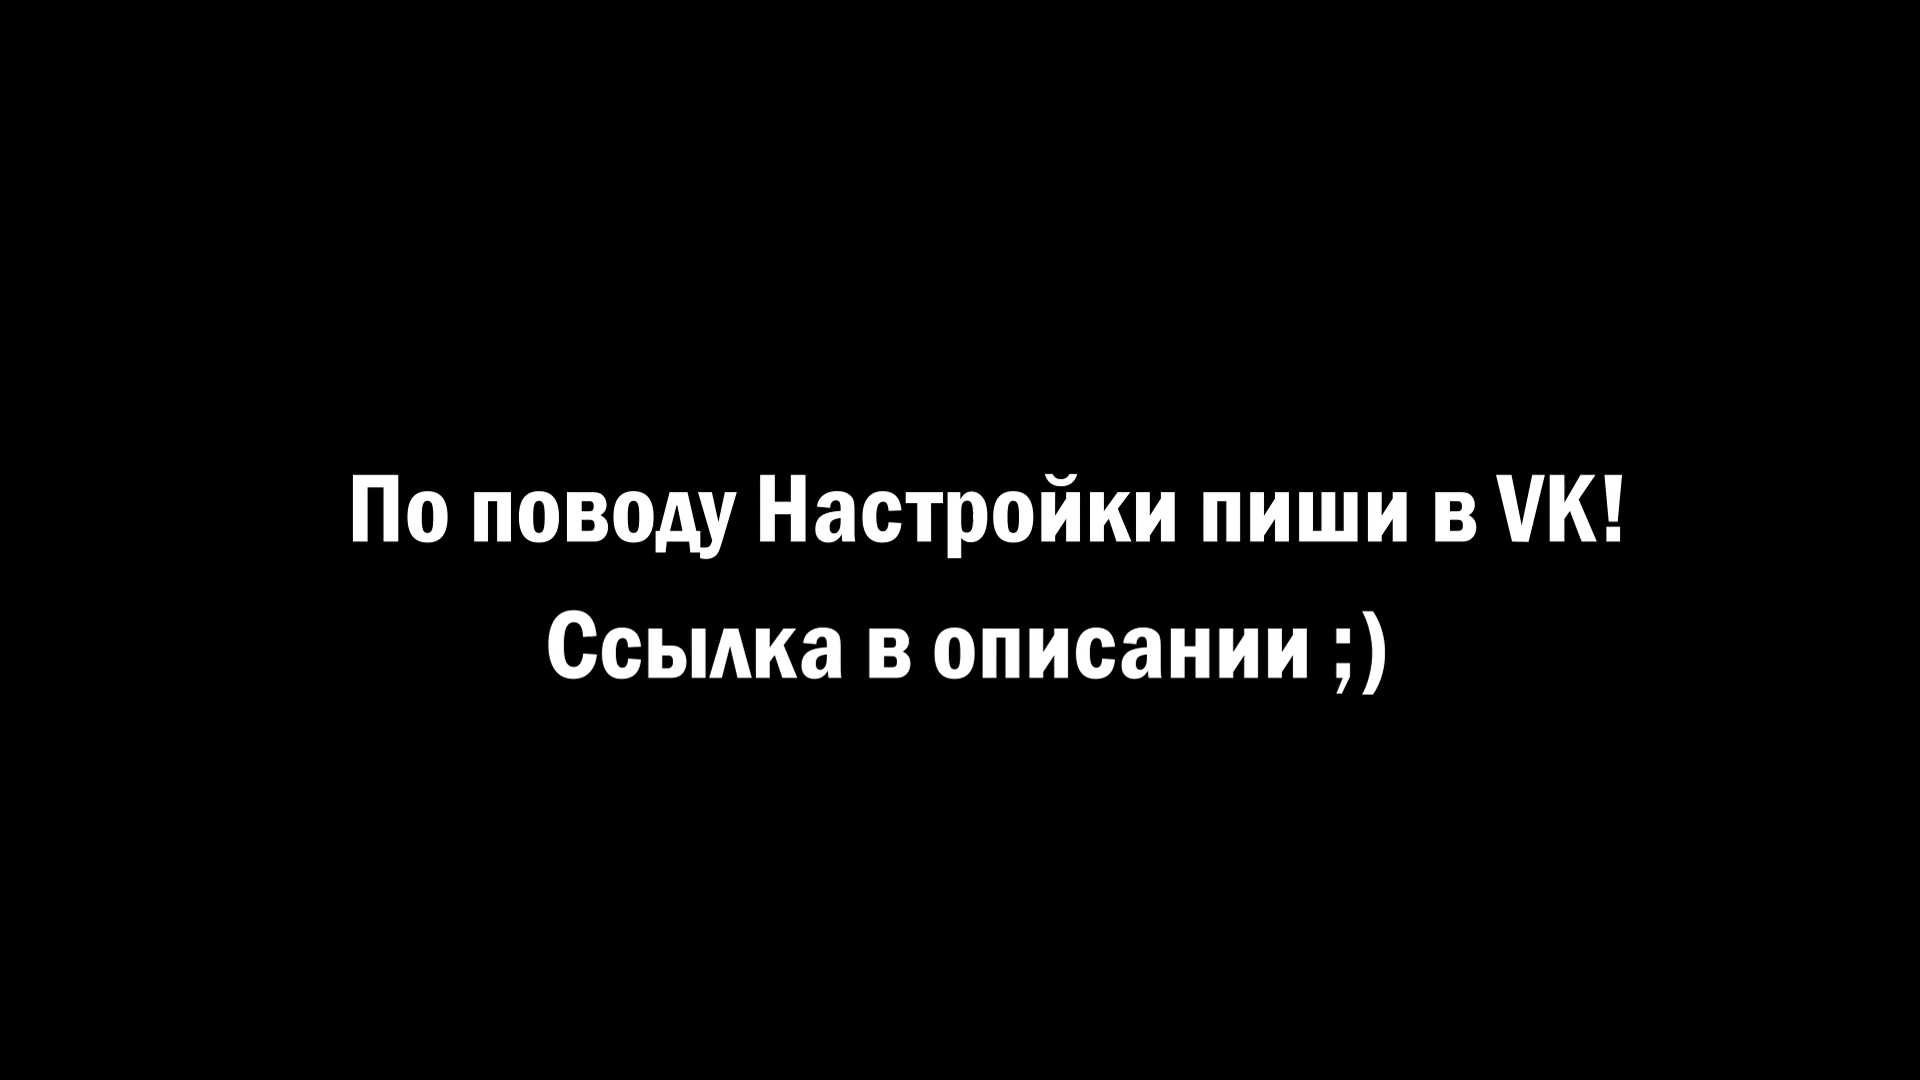 По поводу Настройки пиши в VK!
Ссылка в описании ;)